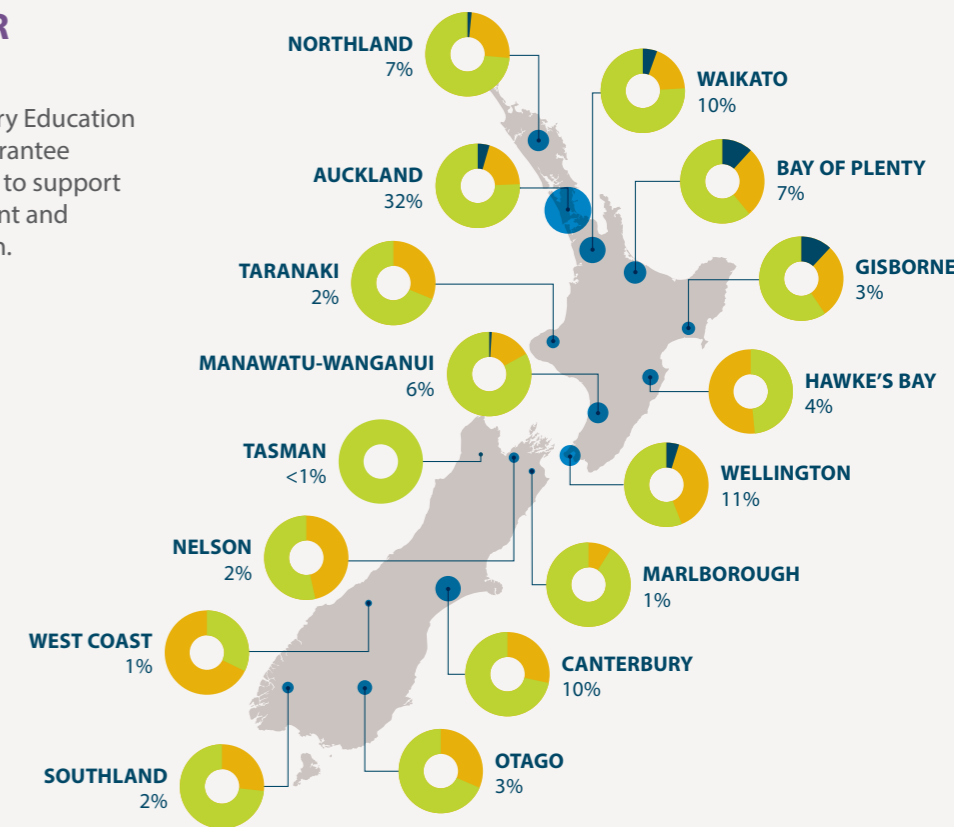 R
ry Education
rantee
to support
nt and
n.
NORTHLAND
7%
WAIKATO
10%
AUCKLAND
32%
BAY OF PLENTY
7%
TARANAKI
2%
GISBORNE
3%
MANAWATU-WANGANUI
6%
HAWKE'S BAY
4%
TASMAN
<1%
WELLINGTON
11%
NELSON
2%
MARLBOROUGH
1%
WEST COAST
1%
CANTERBURY
10%
SOUTHLAND
2%
OTAGO
3%